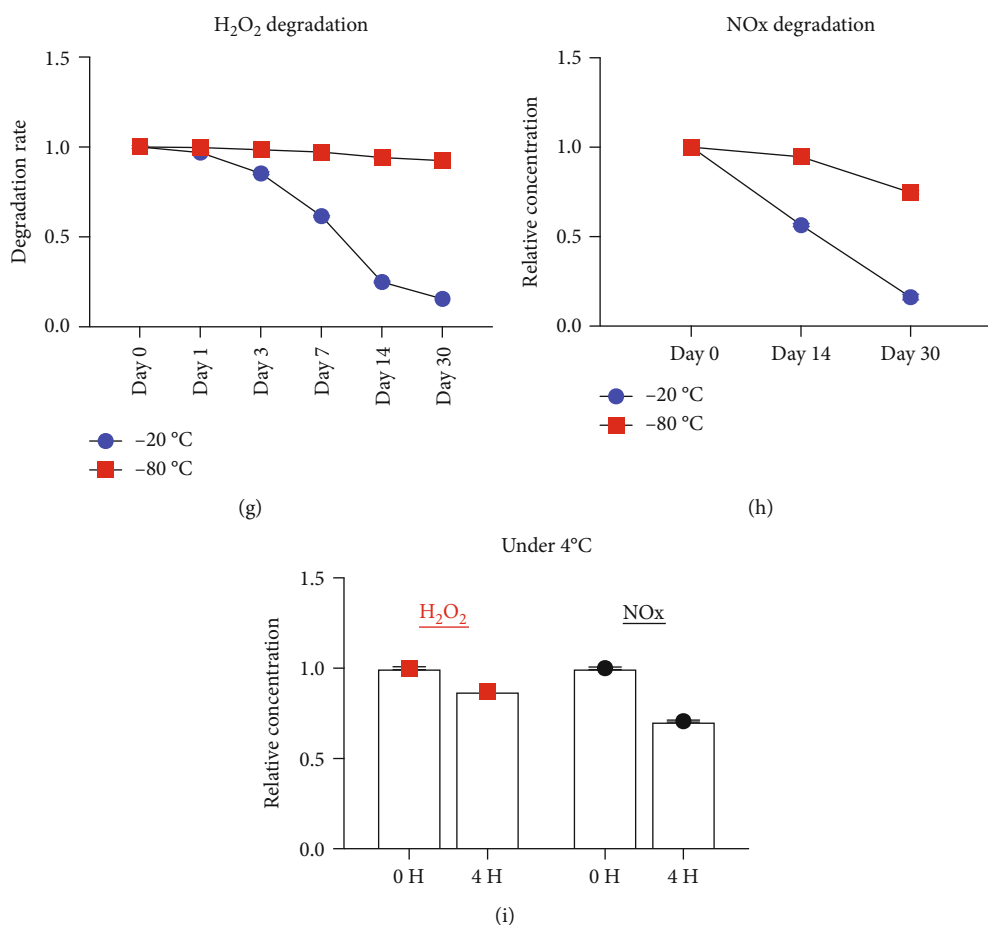 H₂O₂ degradation
Degradation rate
1.5
1.0
0.5
0.0
Day 0
Day 1
Day 3
Day 7
Day 14
Day 30
–20 °C
–80 °C
(g)
NOx degradation
Relative concentration
1.5
1.0
0.5
0.0
Day 0 Day 14 Day 30
–20 °C
–80 °C
(h)
Under 4°C
Relative concentration
1.5
1.0
0.5
0.0
H₂O₂ NOx
0 H 4 H 0 H 4 H
(i)